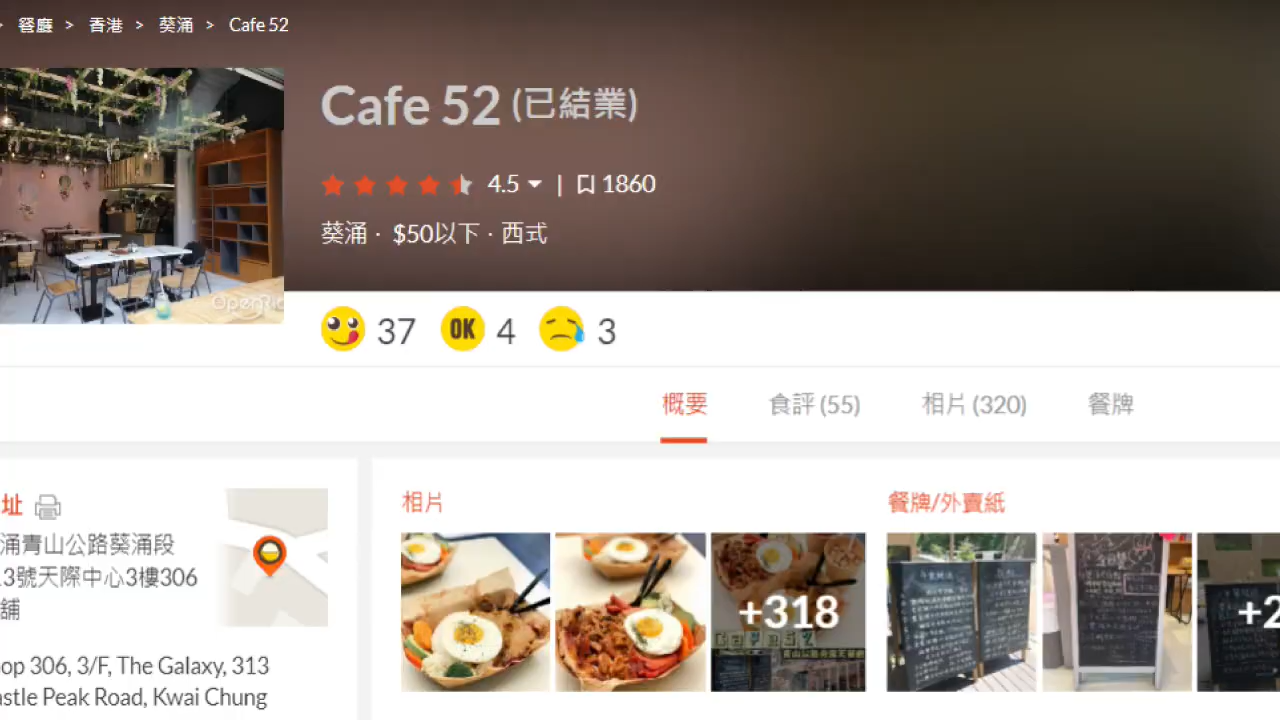 餐廳 > 香港 > 葵涌 > Cafe 52
Cafe 52 (已結業)
4.5 | 1860
葵涌 · $50以下 · 西式
OpenRic
37 OK 4 3
概要 食評 (55) 相片 (320) 餐牌
址
涌青山公路葵涌段
13號天際中心3樓306
舖
op 306, 3/F, The Galaxy, 313
astle Peak Road, Kwai Chung
相片
+318
餐牌/外賣紙
+2